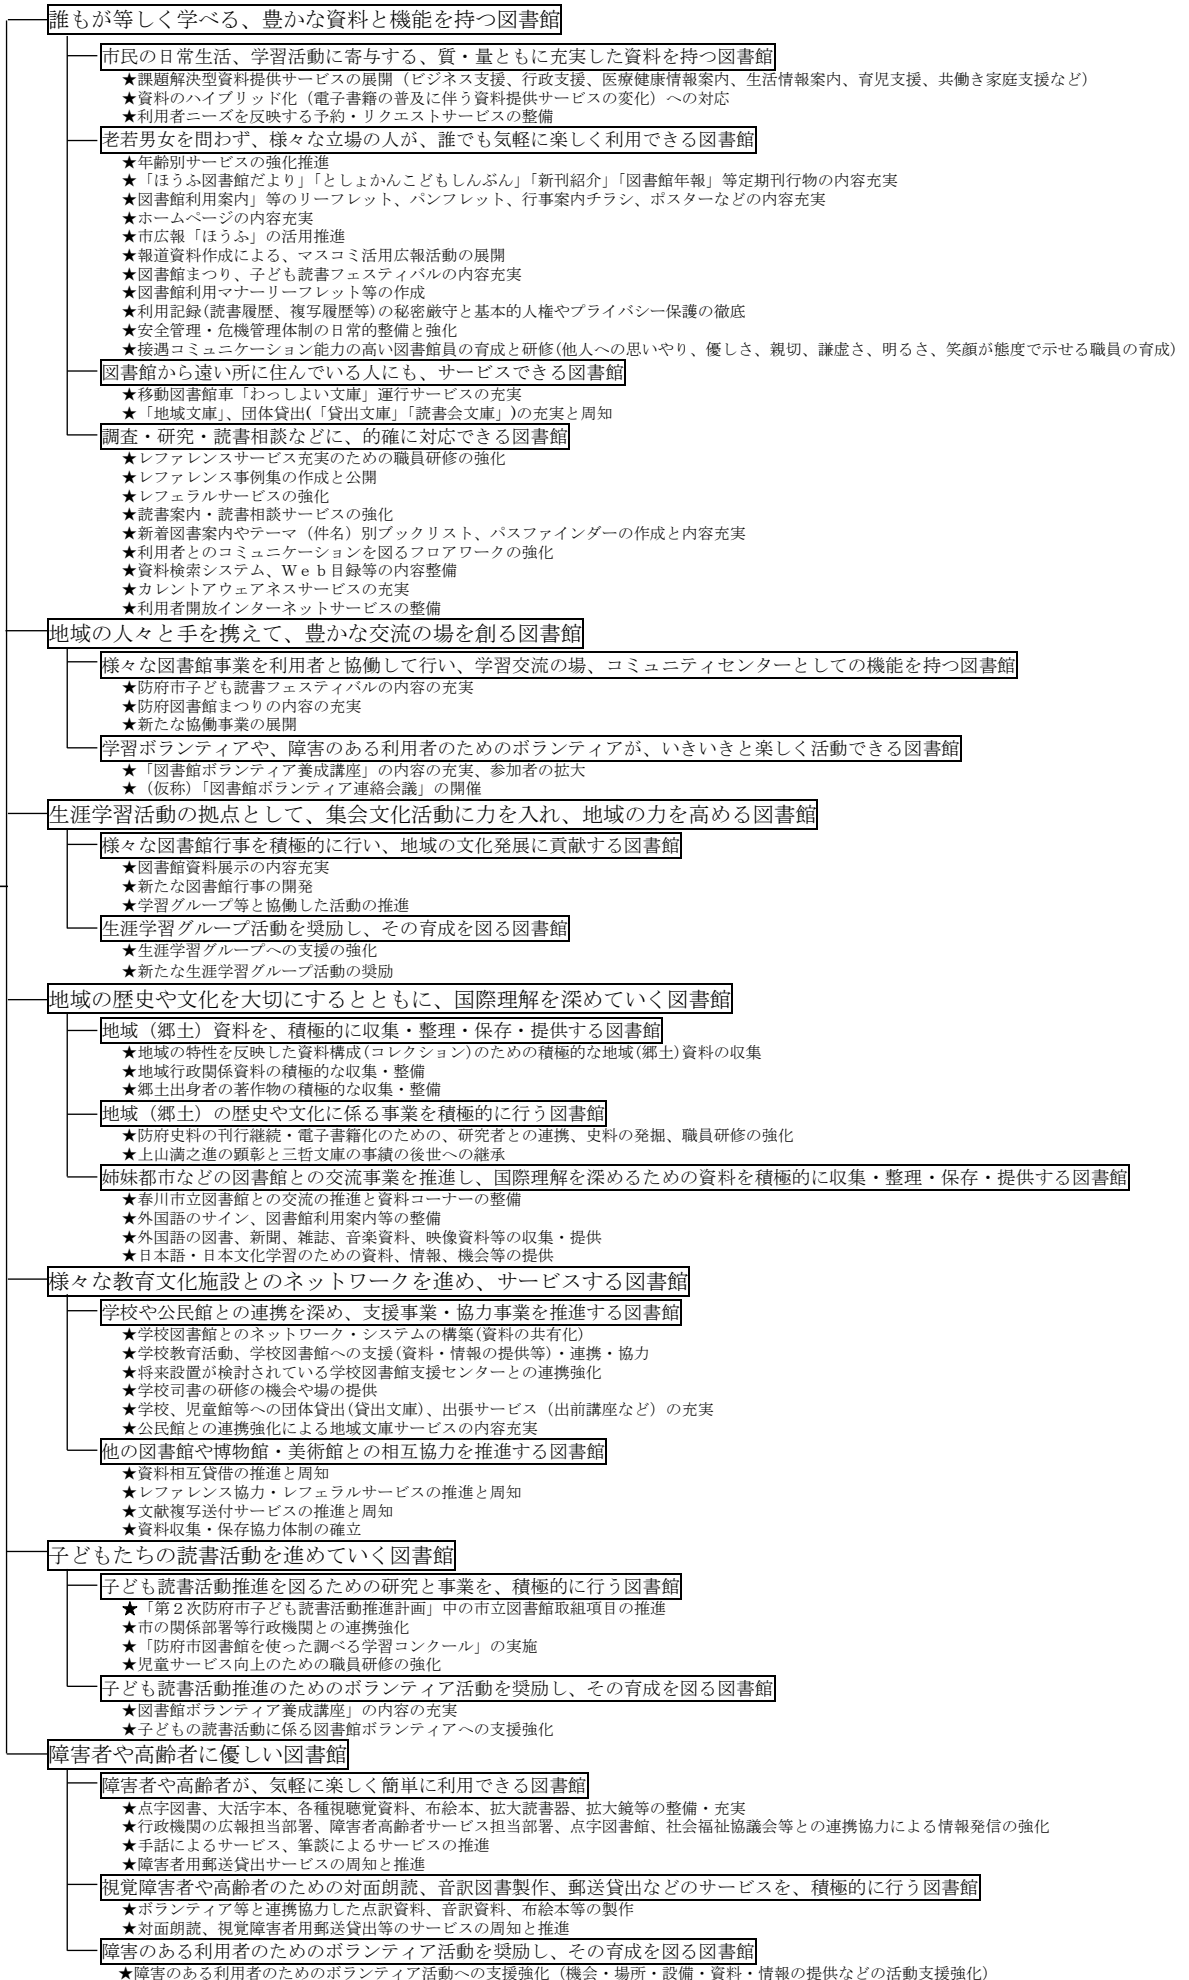 誰もが等しく学べる、豊かな資料と機能を持つ図書館
市民の日常生活、学習活動に寄与する、質・量ともに充実した資料を持つ図書館
★課題解決型資料提供サービスの展開（ビジネス支援、行政支援、医療健康情報案内、生活情報案内、育児支援、共働き家庭支援など）
★資料のハイブリッド化（電子書籍の普及に伴う資料提供サービスの変化）への対応
★利用者ニーズを反映する予約・リクエストサービスの整備
老若男女を問わず、様々な立場の人が、誰でも気軽に楽しく利用できる図書館
★年齢別サービスの強化推進
★「ほうふ図書館だより」「としょかんこどもしんぶん」「新刊紹介」「図書館年報」等定期刊行物の内容充実
★図書館利用案内」等のリーフレット、パンフレット、行事案内チラシ、ポスターなどの内容充実
★ホームページの内容充実
★市広報「ほうふ」の活用推進
★報道資料作成による、マスコミ活用広報活動の展開
★図書館まつり、子ども読書フェスティバルの内容充実
★図書館利用マナーリーフレット等の作成
★利用記録(読書履歴、複写履歴等)の秘密厳守と基本的人権やプライバシー保護の徹底
★安全管理・危機管理体制の日常的整備と強化
★接遇コミュニケーション能力の高い図書館員の育成と研修(他人への思いやり、優しさ、親切、謙虚さ、明るさ、笑顔が態度で示せる職員の育成)
図書館から遠い所に住んでいる人にも、サービスできる図書館
★移動図書館車「わっしよい文庫」運行サービスの充実
★「地域文庫」、団体貸出(「貸出文庫」「読書会文庫」)の充実と周知
調査・研究・読書相談などに、的確に対応できる図書館
★レファレンスサービス充実のための職員研修の強化
★レファレンス事例集の作成と公開
★レフェラルサービスの強化
★読書案内・読書相談サービスの強化
★新着図書案内やテーマ（件名）別ブックリスト、パスファインダーの作成と内容充実
★利用者とのコミュニケーションを図るフロアワークの強化
★資料検索システム、Ｗｅｂ目録等の内容整備
★カレントアウェアネスサービスの充実
★利用者開放インターネットサービスの整備
地域の人々と手を携えて、豊かな交流の場を創る図書館
様々な図書館事業を利用者と協働して行い、学習交流の場、コミュニティセンターとしての機能を持つ図書館
★防府市子ども読書フェスティバルの内容の充実
★防府図書館まつりの内容の充実
★新たな協働事業の展開
学習ボランティアや、障害のある利用者のためのボランティアが、いきいきと楽しく活動できる図書館
★「図書館ボランティア養成講座」の内容の充実、参加者の拡大
★（仮称）「図書館ボランティア連絡会議」の開催
生涯学習活動の拠点として、集会文化活動に力を入れ、地域の力を高める図書館
様々な図書館行事を積極的に行い、地域の文化発展に貢献する図書館
★図書館資料展示の内容充実
★新たな図書館行事の開発
★学習グループ等と協働した活動の推進
生涯学習グループ活動を奨励し、その育成を図る図書館
★生涯学習グループへの支援の強化
★新たな生涯学習グループ活動の奨励
地域の歴史や文化を大切にするとともに、国際理解を深めていく図書館
地域（郷土）資料を、積極的に収集・整理・保存・提供する図書館
★地域の特性を反映した資料構成(コレクション)のための積極的な地域(郷土)資料の収集
★地域行政関係資料の積極的な収集・整備
★郷土出身者の著作物の積極的な収集・整備
地域（郷土）の歴史や文化に係る事業を積極的に行う図書館
★防府史料の刊行継続・電子書籍化のための、研究者との連携、史料の発掘、職員研修の強化
★上山満之進の顕彰と三哲文庫の事績の後世への継承
姉妹都市などの図書館との交流事業を推進し、国際理解を深めるための資料を積極的に収集・整理・保存・提供する図書館
★春川市立図書館との交流の推進と資料コーナーの整備
★外国語のサイン、図書館利用案内等の整備
★外国語の図書、新聞、雑誌、音楽資料、映像資料等の収集・提供
★日本語・日本文化学習のための資料、情報、機会等の提供
様々な教育文化施設とのネットワークを進め、サービスする図書館
学校や公民館との連携を深め、支援事業・協力事業を推進する図書館
★学校図書館とのネットワーク・システムの構築(資料の共有化)
★学校教育活動、学校図書館への支援(資料・情報の提供等)・連携・協力
★将来設置が検討されている学校図書館支援センターとの連携強化
★学校司書の研修の機会や場の提供
★学校、児童館等への団体貸出(貸出文庫)、出張サービス（出前講座など）の充実
★公民館との連携強化による地域文庫サービスの内容充実
他の図書館や博物館・美術館との相互協力を推進する図書館
★資料相互貸借の推進と周知
★レファレンス協力・レフェラルサービスの推進と周知
★文献複写送付サービスの推進と周知
★資料収集・保存協力体制の確立
子どもたちの読書活動を進めていく図書館
子ども読書活動推進を図るための研究と事業を、積極的に行う図書館
★「第２次防府市子ども読書活動推進計画」中の市立図書館取組項目の推進
★市の関係部署等行政機関との連携強化
★「防府市図書館を使った調べる学習コンクール」の実施
★児童サービス向上のための職員研修の強化
子ども読書活動推進のためのボランティア活動を奨励し、その育成を図る図書館
★図書館ボランティア養成講座」の内容の充実
★子どもの読書活動に係る図書館ボランティアへの支援強化
障害者や高齢者に優しい図書館
障害者や高齢者が、気軽に楽しく簡単に利用できる図書館
★点字図書、大活字本、各種視聴覚資料、布絵本、拡大読書器、拡大鏡等の整備・充実
★行政機関の広報担当部署、障害者高齢者サービス担当部署、点字図書館、社会福祉協議会等との連携協力による情報発信の強化
★手話によるサービス、筆談によるサービスの推進
★障害者用郵送貸出サービスの周知と推進
視覚障害者や高齢者のための対面朗読、音訳図書製作、郵送貸出などのサービスを、積極的に行う図書館
★ボランティア等と連携協力した点訳資料、音訳資料、布絵本等の製作
★対面朗読、視覚障害者用郵送貸出等のサービスの周知と推進
障害のある利用者のためのボランティア活動を奨励し、その育成を図る図書館
★障害のある利用者のためのボランティア活動への支援強化（機会・場所・設備・資料・情報の提供などの活動支援強化）